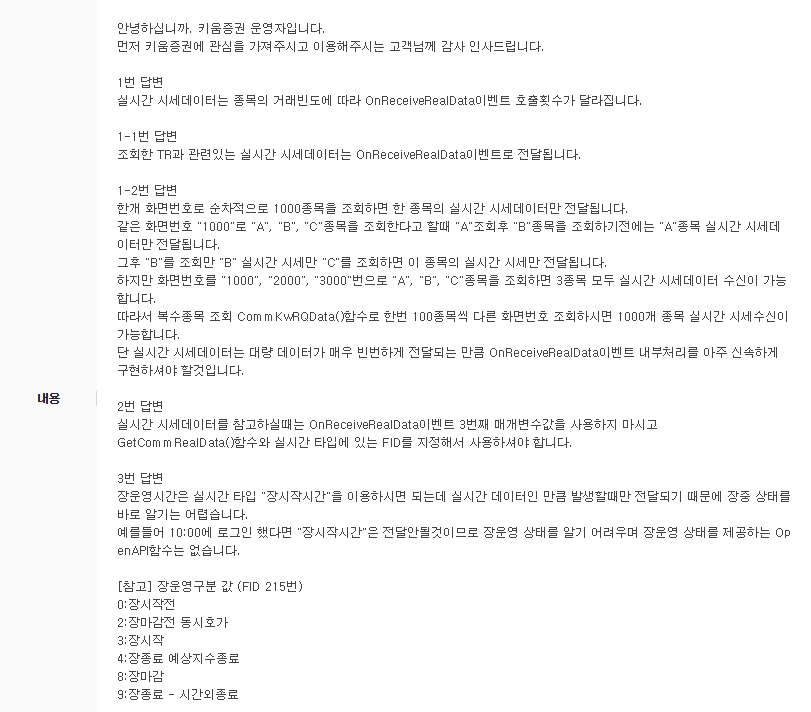 안녕하십니까. 키움증권 운영자입니다.
먼저 키움증권에 관심을 가져주시고 이용해주시는 고객님께 감사 인사드립니다.
1번 답변
실시간 시세데이터는 종목의 거래빈도에 따라 OnReceiveRealData이벤트 호출횟수가 달라집니다.
1-1번 답변
조회한 TR과 관련있는 실시간 시세데이터는 OnReceiveRealData이벤트로 전달됩니다.
1-2번 답변
한개 화면번호로 순차적으로 1000종목을 조회하면 한 종목의 실시간 시세데이터만 전달됩니다.
같은 화면번호 "1000"로 "A", "B", "C"종목을 조회한다고 할때 "A"조회후 "B"종목을 조회하기전에는 "A"종목 실시간 시세데
이터만 전달됩니다.
그후 "B"를 조회만 "B" 실시간 시세만 "C"를 조회하면 이 종목의 실시간 시세만 전달됩니다.
하지만 화면번호를 "1000", "2000", "3000"번으로 "A", "B", "C"종목을 조회하면 3종목 모두 실시간 시세데이터 수신이 가능
합니다.
따라서 복수종목 조회 CommKwRQData()함수로 한번 100종목씩 다른 화면번호 조회하시면 1000개 종목 실시간 시세수신이
가능합니다.
단 실시간 시세데이터는 대량 데이터가 매우 빈번하게 전달되는 만큼 OnReceiveRealData이벤트 내부처리를 아주 신속하게
구현하셔야 할것입니다.
내용
2번 답변
실시간 시세데이터를 참고하실때는 OnReceiveRealData이벤트 3번째 매개변수값을 사용하지 마시고
GetCommRealData()함수와 실시간 타입에 있는 FID를 지정해서 사용하셔야 합니다.
3번 답변
장운영시간은 실시간 타입 "장시작시간"을 이용하시면 되는데 실시간 데이터인 만큼 발생할때만 전달되기 때문에 장중 상태를
바로 알기는 어렵습니다.
예를들어 10:00에 로그인 했다면 "장시작시간"은 전달안될것이므로 장운영 상태를 알기 어려우며 장운영 상태를 제공하는 Op
enAPI함수는 없습니다.
[참고] 장운영구분 값 (FID 215번)
0:장시작전
2:장마감전 동시호가
3:장시작
4:장종료 예상지수종료
8:장마감
9:장종료 - 시간외종료